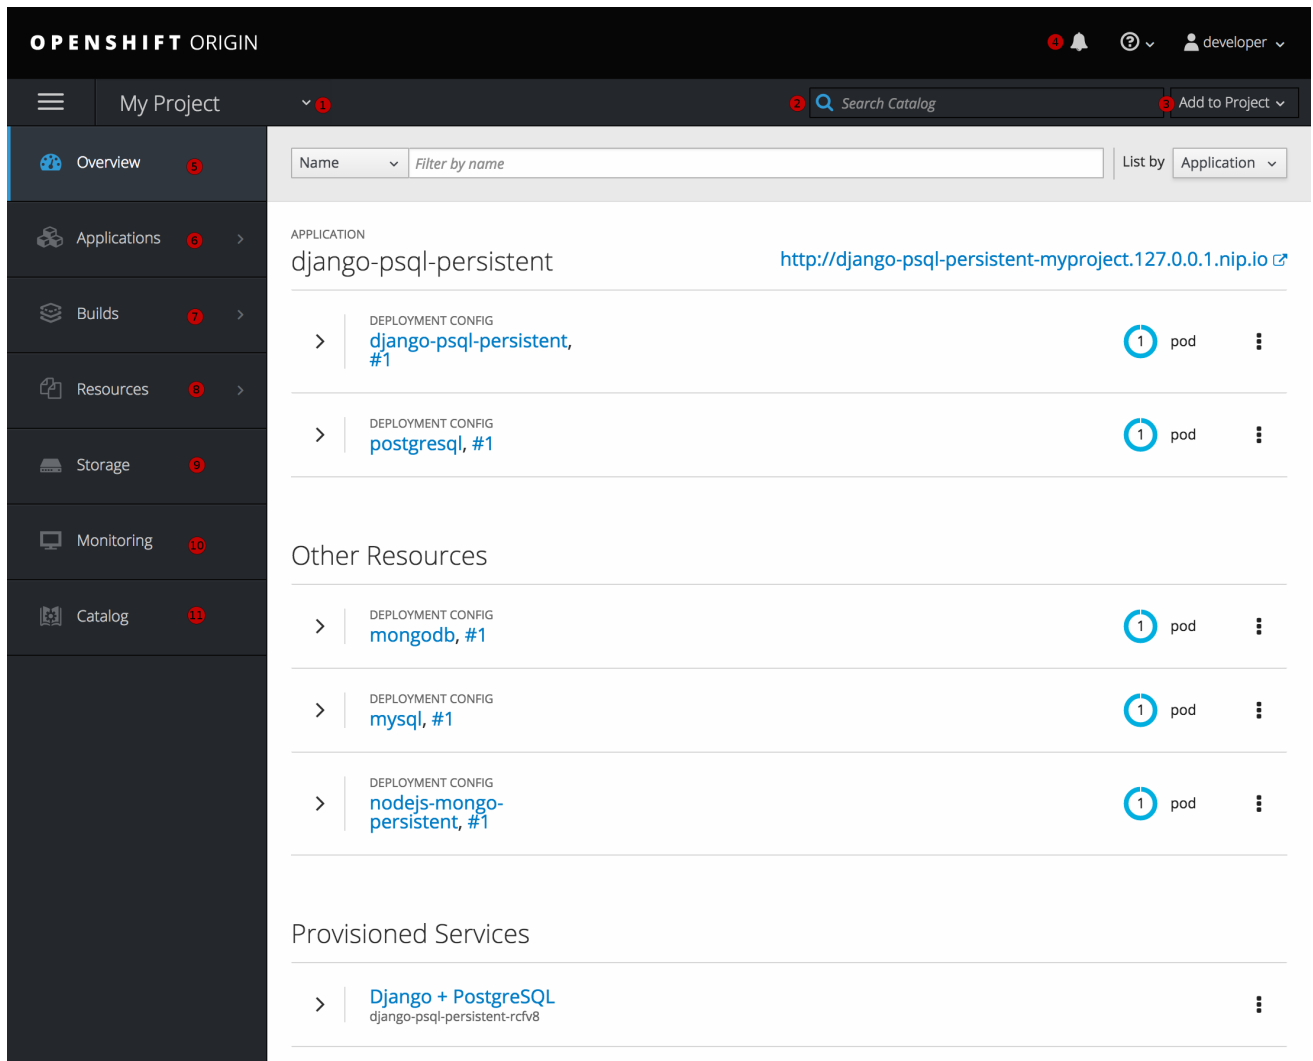 OPENSHIFT ORIGIN
4
developer
My Project
1
2
Search Catalog
3
Add to Project
Overview
5
Applications
6
Builds
7
Resources
8
Storage
9
Monitoring
10
Catalog
11
Name
Filter by name
List by
Application
APPLICATION
django-psql-persistent
http://django-psql-persistent-myproject.127.0.0.1.nip.io
DEPLOYMENT CONFIG
django-psql-persistent,
#1
1 pod
DEPLOYMENT CONFIG
postgresql, #1
1 pod
Other Resources
DEPLOYMENT CONFIG
mongodb, #1
1 pod
DEPLOYMENT CONFIG
mysql, #1
1 pod
DEPLOYMENT CONFIG
nodejs-mongo-
persistent, #1
1 pod
Provisioned Services
Django + PostgreSQL
django-psql-persistent-rcfv8